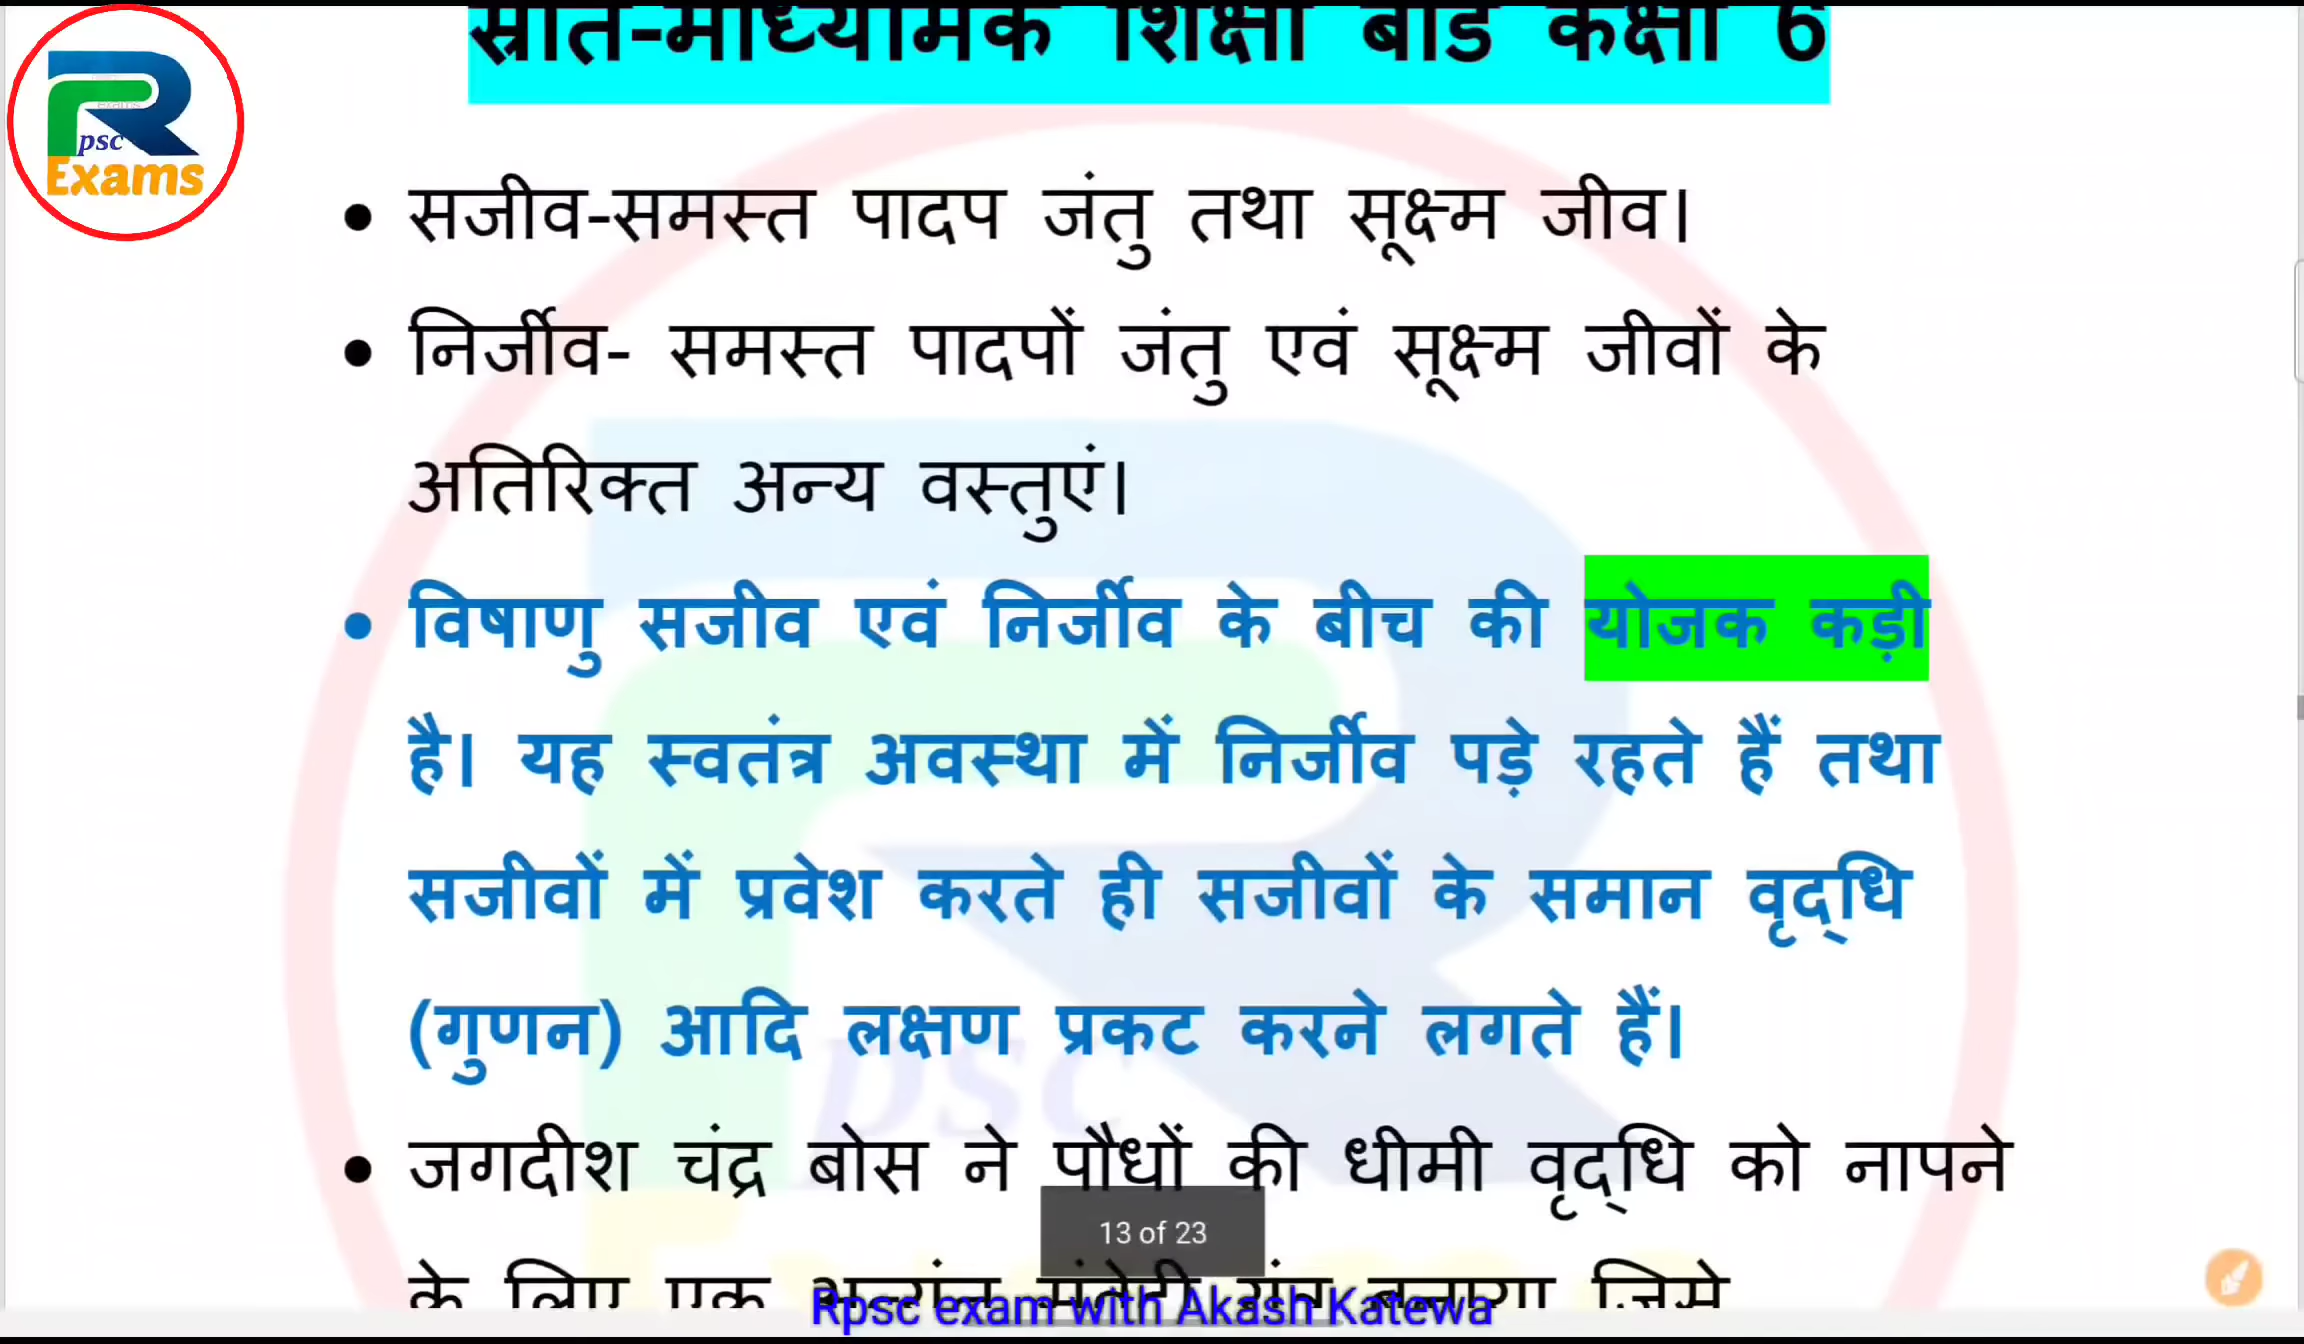 स्रोत-माध्यमिक शिक्षा बोर्ड कक्षा 6
psc
Exams
• सजीव-समस्त पादप जंतु तथा सूक्ष्म जीव।
• निर्जीव- समस्त पादपों जंतु एवं सूक्ष्म जीवों के
अतिरिक्त अन्य वस्तुएं।
• विषाणु सजीव एवं निर्जीव के बीच की योजक कड़ी
है। यह स्वतंत्र अवस्था में निर्जीव पड़े रहते हैं तथा
सजीवों में प्रवेश करते ही सजीवों के समान वृद्धि
(गुणन) आदि लक्षण प्रकट करने लगते हैं।
• जगदीश चंद्र बोस ने पौधों की धीमी वृद्धि को नापने
13 of 23
के लिए एक जिसे
Rpsc exam with Akash Katewa